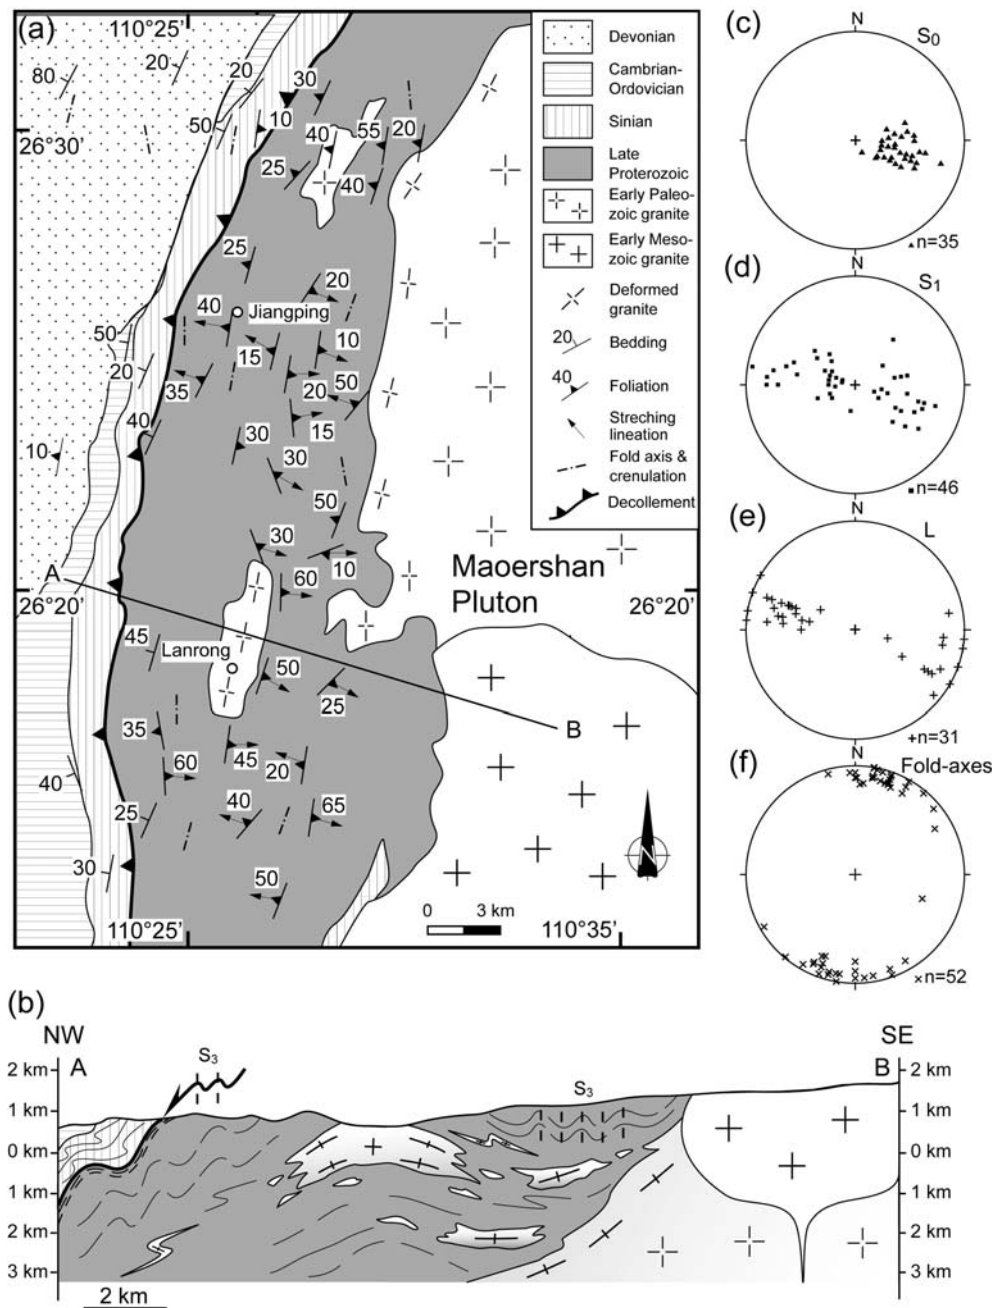 (a)
110°25'
26°30'
80
20
20
50
30
10
40
55
20
25
40
25
20
40
Jiangping
50
10
15
20
35
20
50
40
15
10
30
30
50
30
10
60
A
26°20'
26°20'
Maoershan
Pluton
45
Lanrong
50
25
B
35
60
45
20
40
40
65
25
30
50
N
0 3 km
110°25'
110°35'
Devonian
Cambrian-
Ordovician
Sinian
Late
Proterozoic
Early Paleo-
zoic granite
Early Meso-
zoic granite
Deformed
granite
20
Bedding
40
Foliation
Streching
lineation
Fold axis &
crenulation
Decollement
(c)
N
S0
n=35
(d)
N
S1
n=46
(e)
N
L
n=31
(f)
N
Fold-axes
n=52
(b)
NW
SE
A
B
S3
S3
2 km
1 km
0 km
1 km
2 km
3 km
2 km
1 km
0 km
1 km
2 km
3 km
2 km